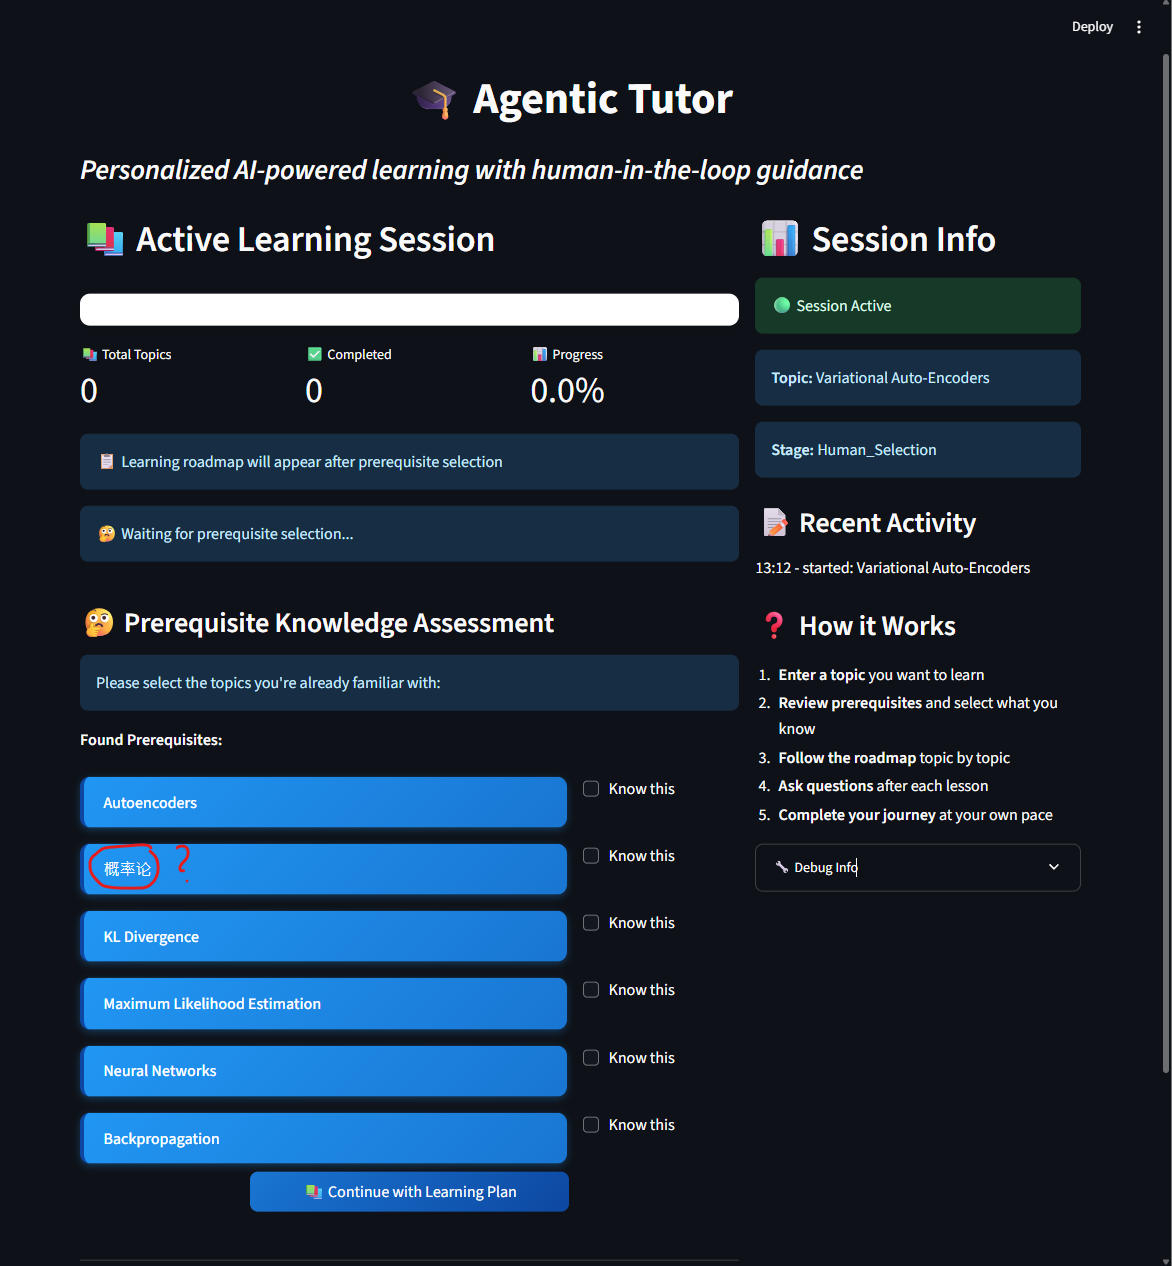 Deploy
Agentic Tutor
Personalized AI-powered learning with human-in-the-loop guidance
Active Learning Session
Total Topics
0
Completed
0
Progress
0.0%
Learning roadmap will appear after prerequisite selection
Waiting for prerequisite selection...
Prerequisite Knowledge Assessment
Please select the topics you're already familiar with:
Found Prerequisites:
Autoencoders
Know this
概率论 ?
Know this
KL Divergence
Know this
Maximum Likelihood Estimation
Know this
Neural Networks
Know this
Backpropagation
Know this
Continue with Learning Plan
Session Info
Session Active
Topic: Variational Auto-Encoders
Stage: Human_Selection
Recent Activity
13:12 - started: Variational Auto-Encoders
How it Works
1. Enter a topic you want to learn
2. Review prerequisites and select what you
know
3. Follow the roadmap topic by topic
4. Ask questions after each lesson
5. Complete your journey at your own pace
Debug Info